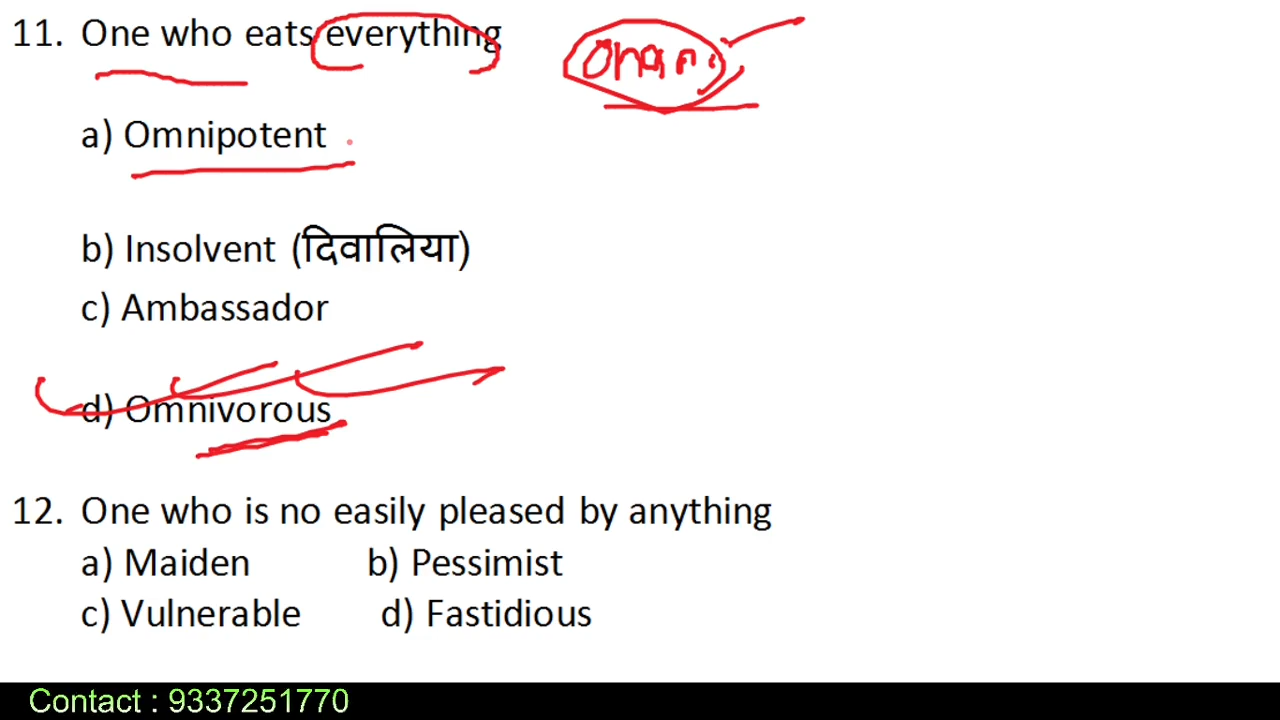 11. One who eats everything
a) Omnipotent
b) Insolvent (दिवालिया)
c) Ambassador
d) Omnivorous
12. One who is no easily pleased by anything
a) Maiden b) Pessimist
c) Vulnerable d) Fastidious
Contact : 9337251770